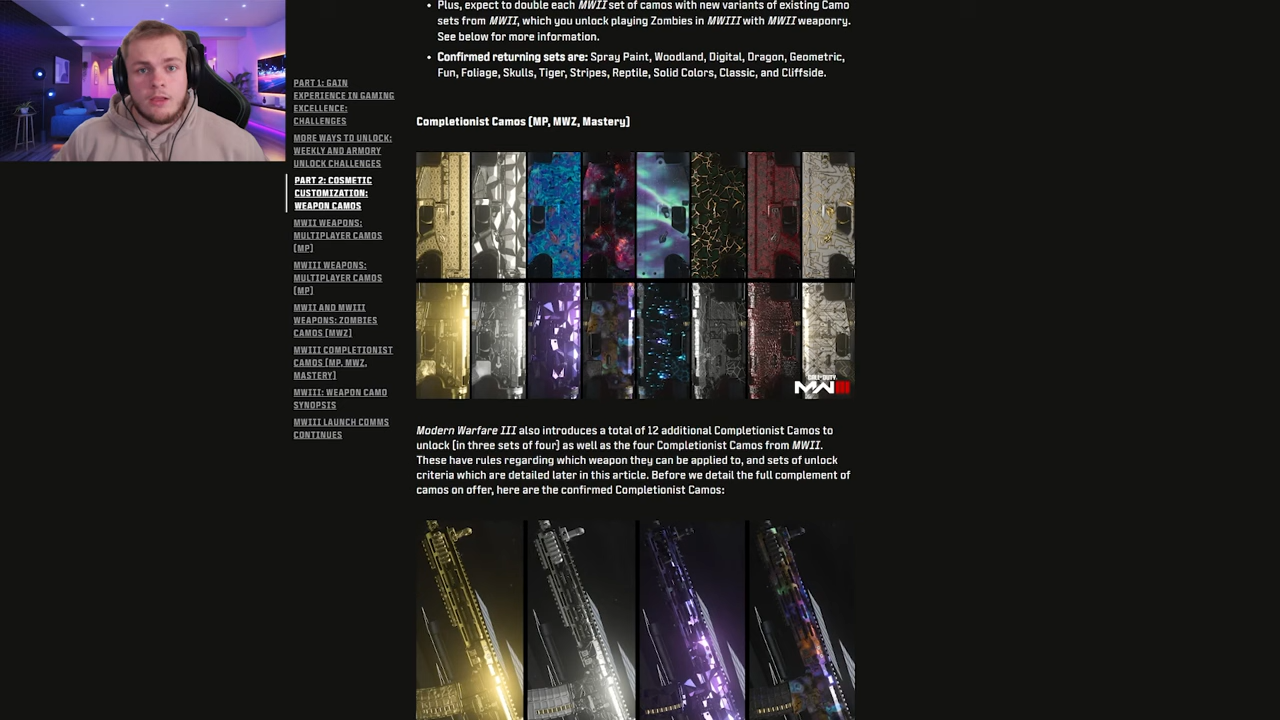 Plus, expect to double each MWII set of camos with new variants of existing Camo
sets from MWII, which you unlock playing Zombies in MWIII with MWII weaponry.
See below for more information.
Confirmed returning sets are: Spray Paint, Woodland, Digital, Dragon, Geometric,
Fun, Foliage, Skulls, Tiger, Stripes, Reptile, Solid Colors, Classic, and Cliffside.
PART 1: GAIN
EXPERIENCE IN GAMING
EXCELLENCE:
CHALLENGES
MORE WAYS TO UNLOCK:
WEEKLY AND ARMORY
UNLOCK CHALLENGES
PART 2: COSMETIC
CUSTOMIZATION:
WEAPON CAMOS
MWII WEAPONS:
MULTIPLAYER CAMOS
(MP)
MWIII WEAPONS:
MULTIPLAYER CAMOS
(MP)
MWII AND MWIII
WEAPONS: ZOMBIES
CAMOS (MWZ)
MWIII COMPLETIONIST
CAMOS (MP, MWZ,
MASTERY)
MWIII: WEAPON CAMO
SYNOPSIS
MWIII LAUNCH COMMS
CONTINUES
Completionist Camos (MP, MWZ, Mastery)
CALL OF DUTY
MWIII
Modern Warfare III also introduces a total of 12 additional Completionist Camos to
unlock (in three sets of four) as well as the four Completionist Camos from MWII.
These have rules regarding which weapon they can be applied to, and sets of unlock
criteria which are detailed later in this article. Before we detail the full complement of
camos on offer, here are the confirmed Completionist Camos: